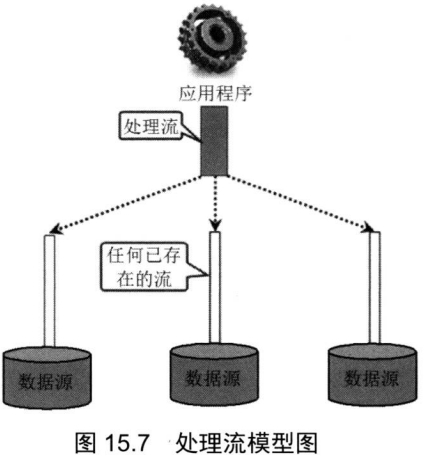 应用程序
处理流
任何已存
在的流
数据源
数据源
数据源
图 15.7 处理流模型图